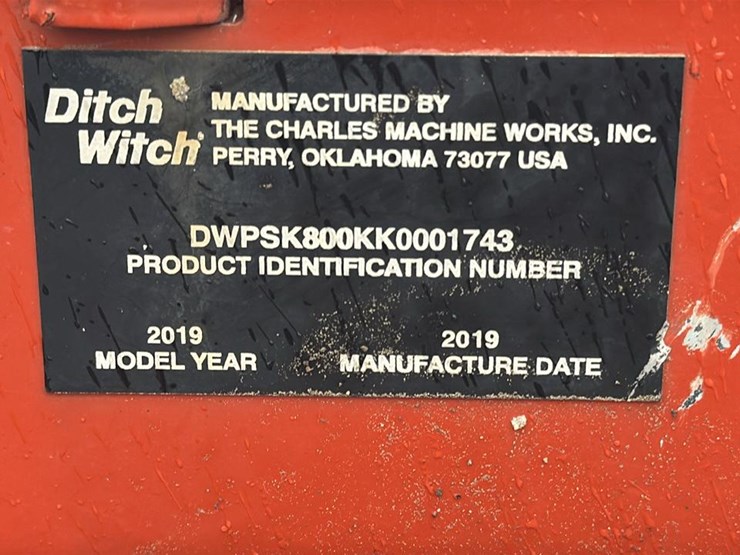 Ditch
Witch
MANUFACTURED BY
THE CHARLES MACHINE WORKS, INC.
PERRY, OKLAHOMA 73077 USA
DWPSK800KK0001743
PRODUCT IDENTIFICATION NUMBER
2019
MODEL YEAR
2019
MANUFACTURE DATE